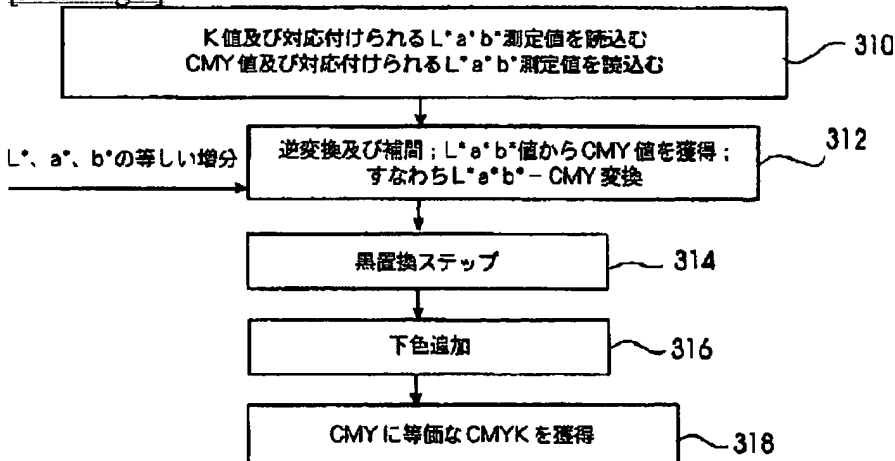 K値及び対応付けられるL*a*b*測定値を読込む
CMY値及び対応付けられるL*a*b*測定値を読込む
310
L*、a*、b*の等しい増分
逆変換及び補間；L*a*b*値からCMY値を獲得；
すなわちL*a*b*－CMY変換
312
黒置換ステップ
314
下色追加
316
CMYに等価なCMYKを獲得
318